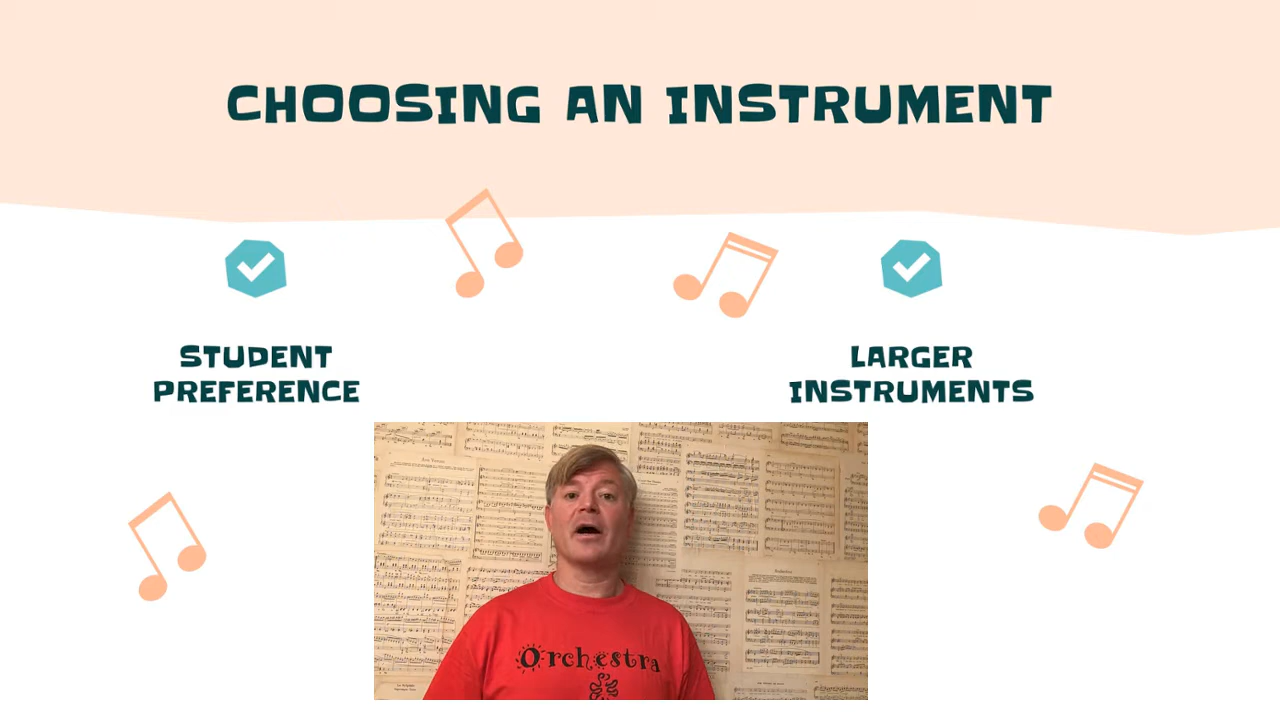 CHOOSING AN INSTRUMENT
STUDENT
PREFERENCE
LARGER
INSTRUMENTS
Orchestra